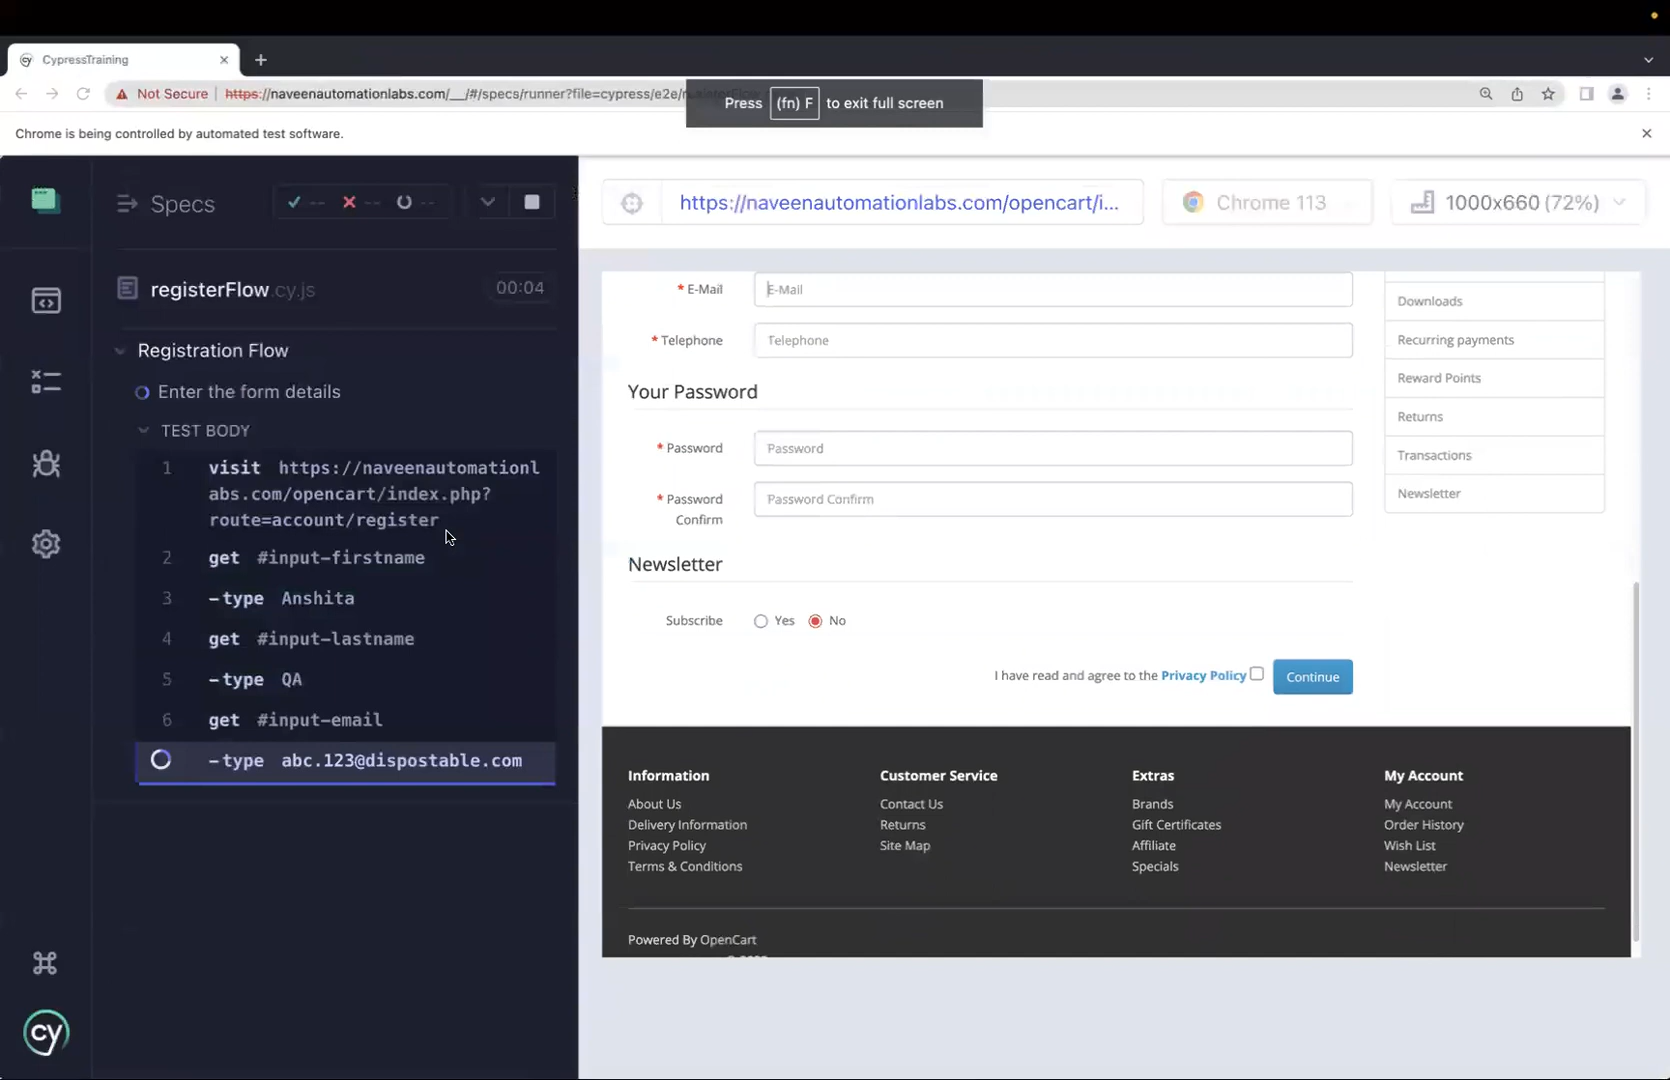 CypressTraining
Not Secure https://naveenautomationlabs.com/__/#/specs/runner?file=cypress/e2e/
Press (fn) F to exit full screen
Chrome is being controlled by automated test software.
Specs -- -- --
https://naveenautomationlabs.com/opencart/i...
Chrome 113
1000x660 (72%)
registerFlow.cy.js 00:04
Registration Flow
Enter the form details
TEST BODY
1 visit https://naveenautomationl
abs.com/opencart/index.php?
route=account/register
2 get #input-firstname
3 -type Anshita
4 get #input-lastname
5 -type QA
6 get #input-email
-type abc.123@dispostable.com
cy
* E-Mail E-Mail
* Telephone Telephone
Your Password
* Password Password
* Password Confirm Password Confirm
Newsletter
Subscribe Yes No
I have read and agree to the Privacy Policy Continue
Downloads
Recurring payments
Reward Points
Returns
Transactions
Newsletter
Information
About Us
Delivery Information
Privacy Policy
Terms & Conditions
Customer Service
Contact Us
Returns
Site Map
Extras
Brands
Gift Certificates
Affiliate
Specials
My Account
My Account
Order History
Wish List
Newsletter
Powered By OpenCart